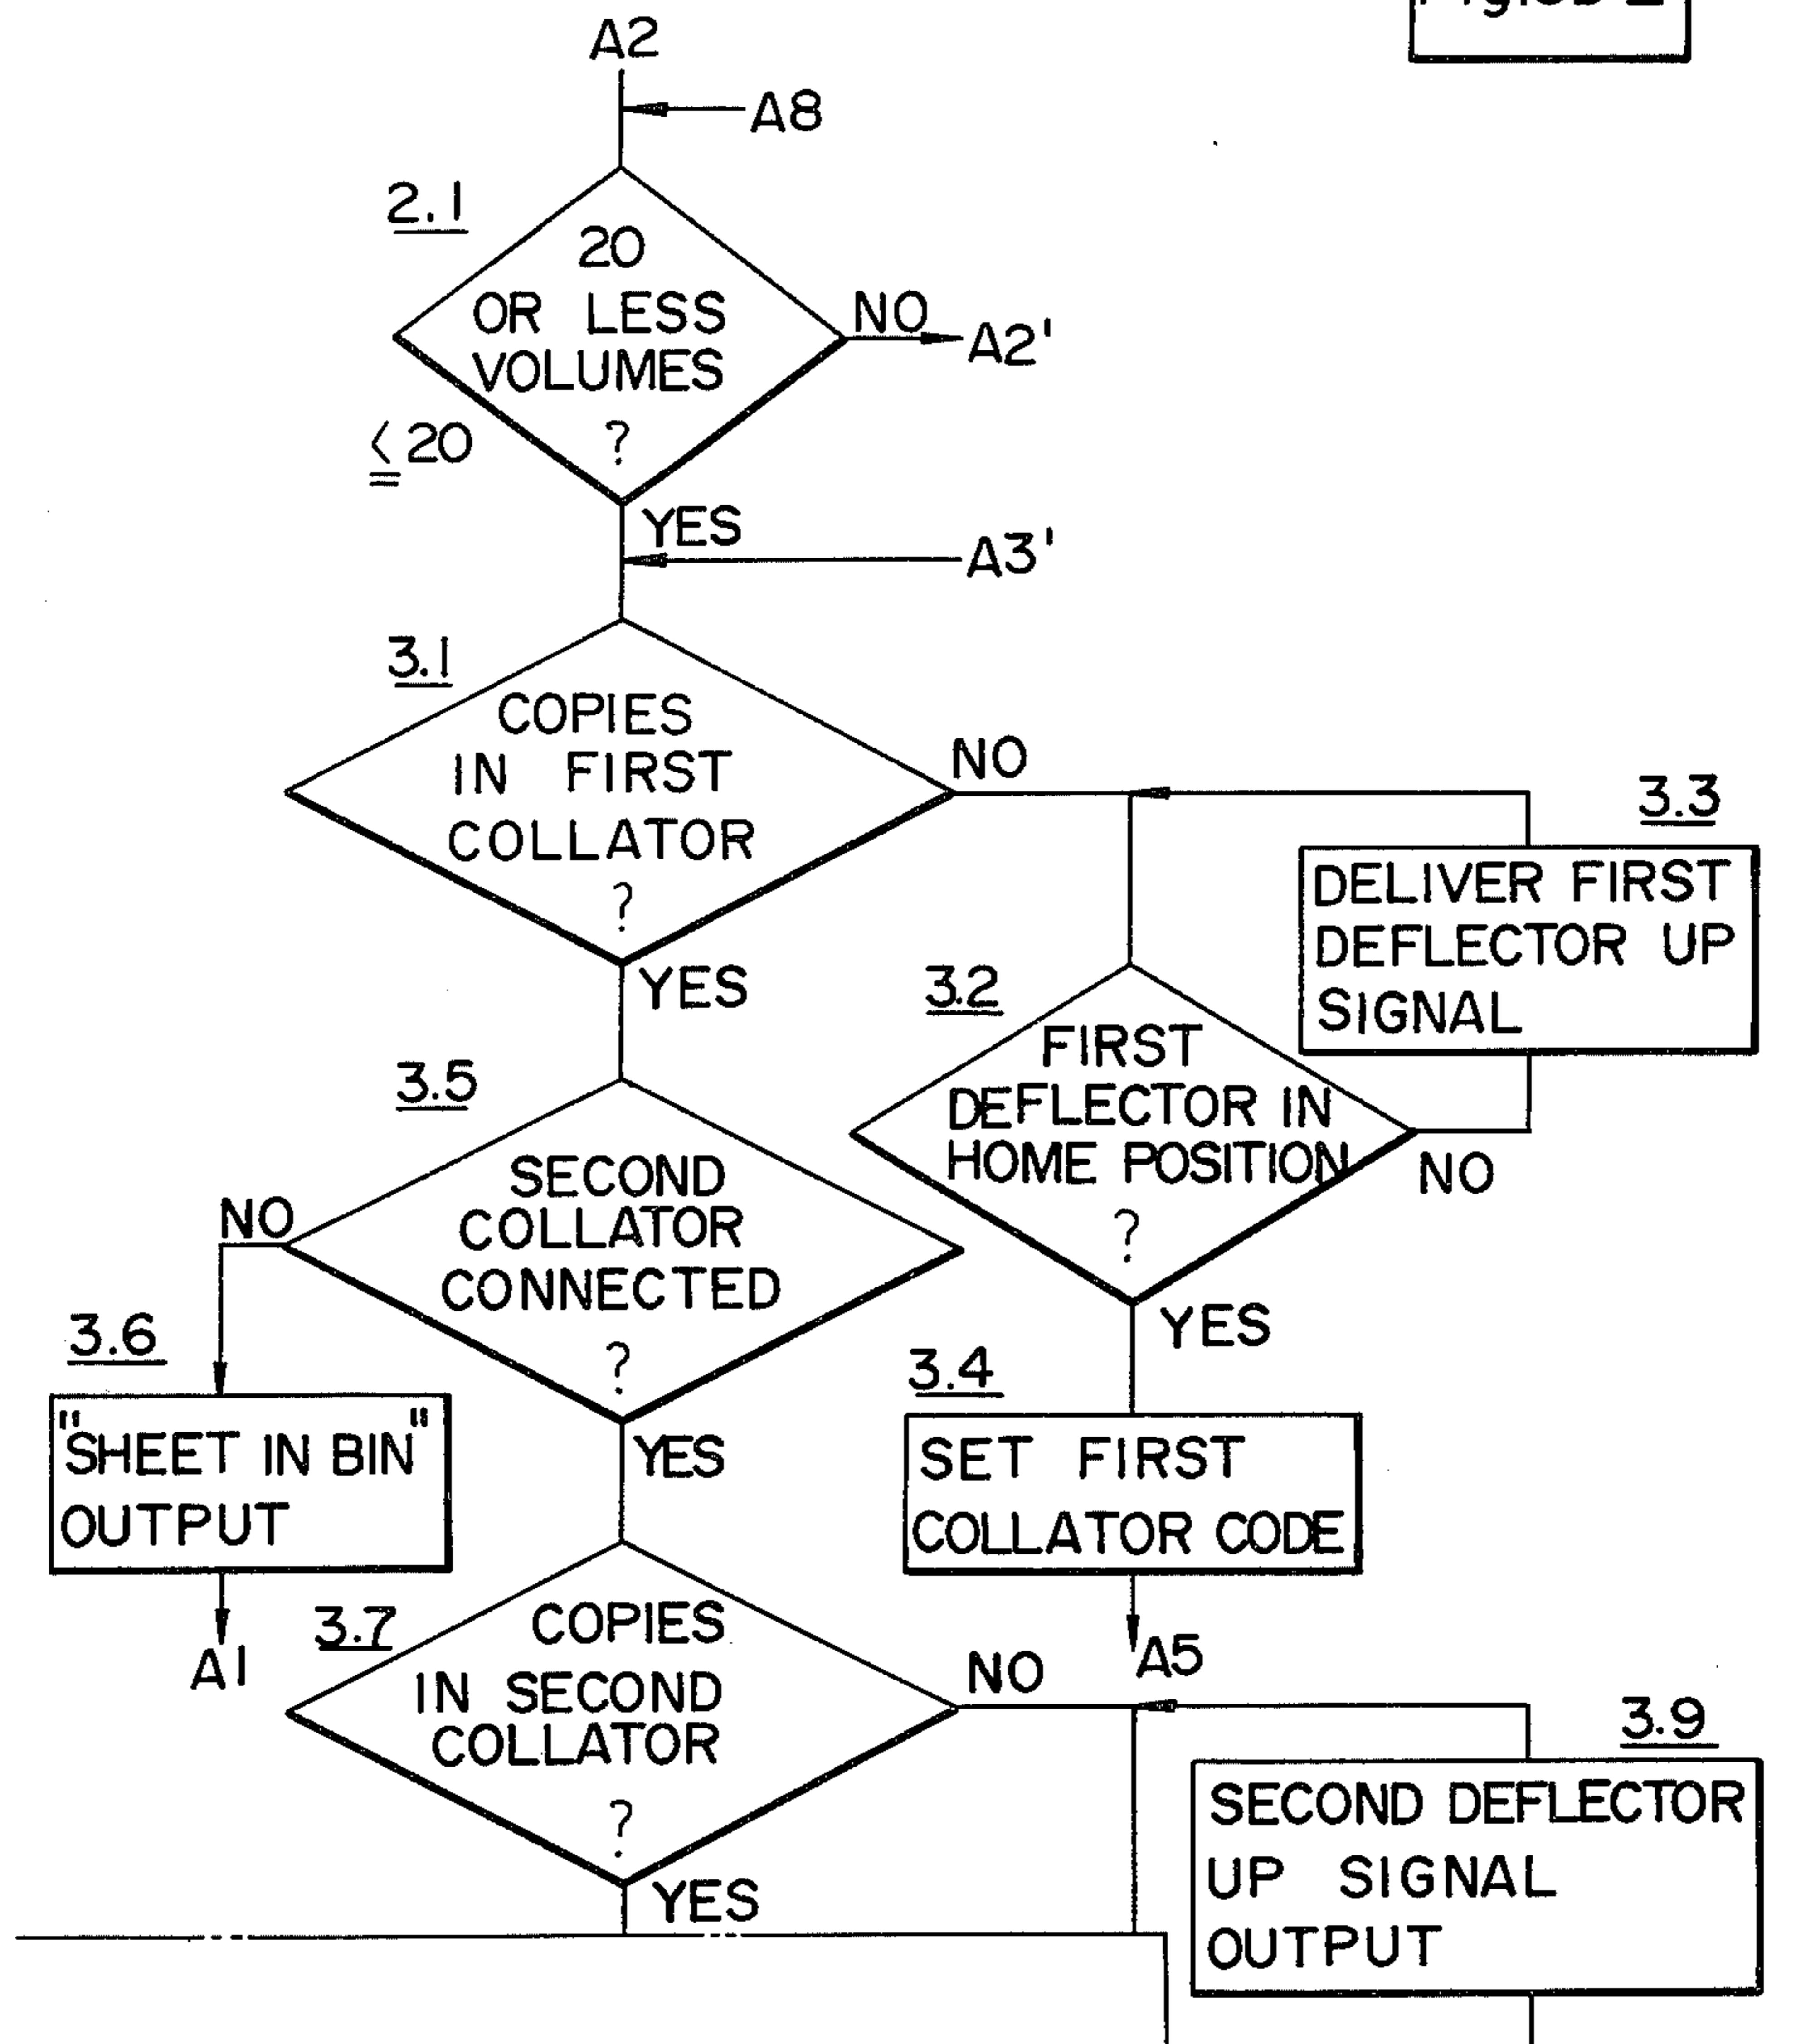 A2
A8
2.1
20
OR LESS
VOLUMES
?
NO
A2'
≦20
YES
A3'
3.1
COPIES
IN FIRST
COLLATOR
?
NO
3.3
DELIVER FIRST
DEFLECTOR UP
SIGNAL
YES
3.2
FIRST
DEFLECTOR IN
HOME POSITION
?
NO
3.5
SECOND
COLLATOR
CONNECTED
?
NO
YES
3.6
"SHEET IN BIN"
OUTPUT
A1
YES
3.4
SET FIRST
COLLATOR CODE
A5
3.7
COPIES
IN SECOND
COLLATOR
?
NO
3.9
SECOND DEFLECTOR
UP SIGNAL
OUTPUT
YES